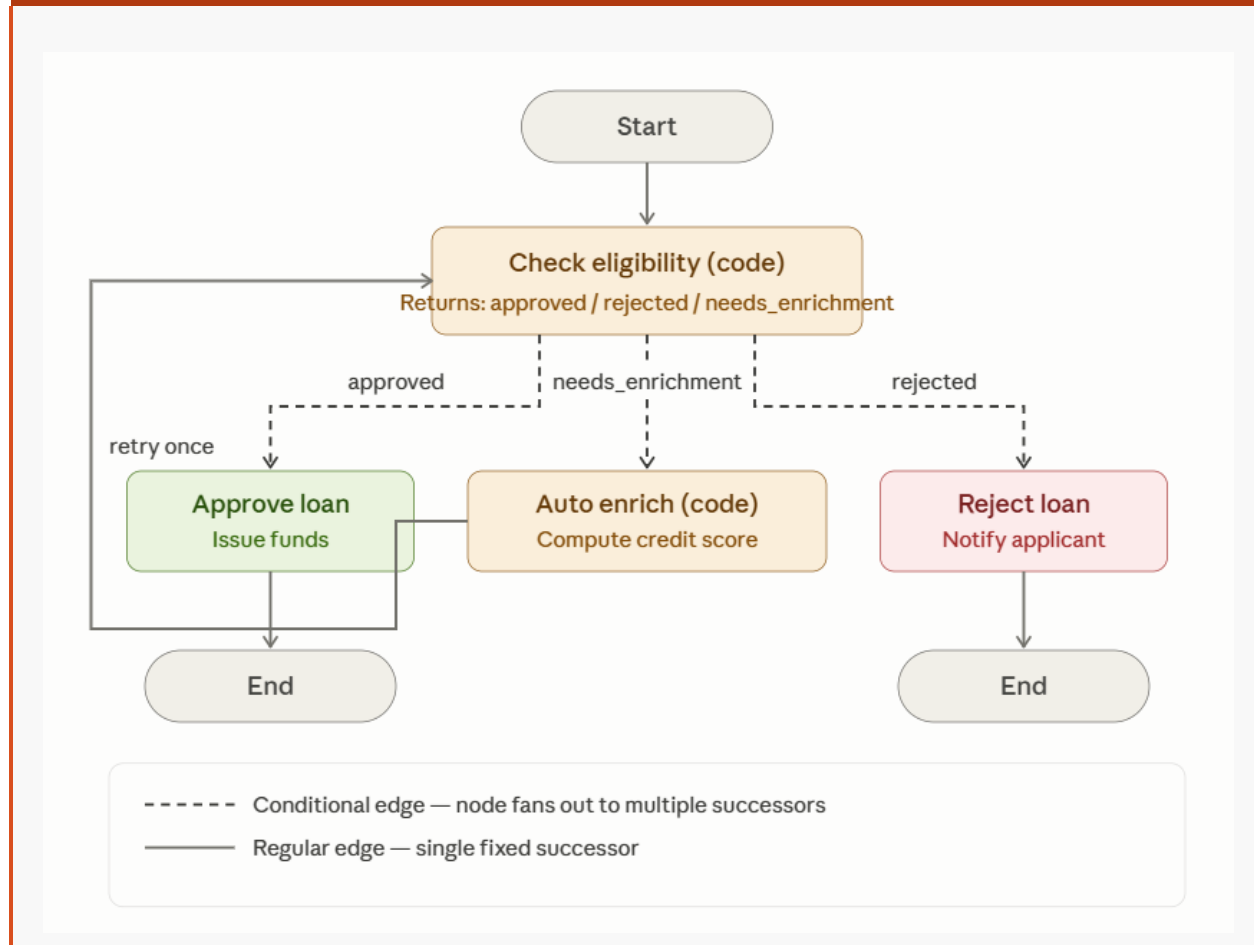 Start
Check eligibility (code)
Returns: approved / rejected / needs_enrichment
approved
needs_enrichment
rejected
retry once
Approve loan
Issue funds
Auto enrich (code)
Compute credit score
Reject loan
Notify applicant
End
End
Conditional edge — node fans out to multiple successors
Regular edge — single fixed successor